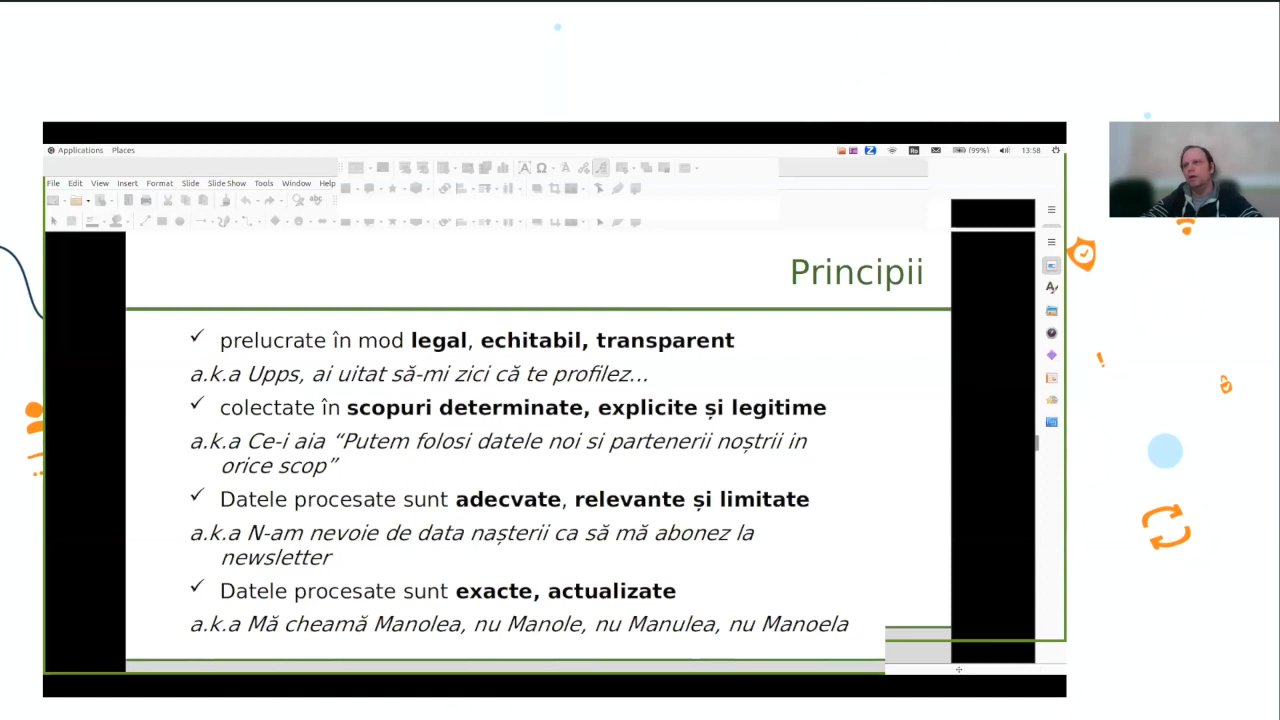 Applications Places
Ro
(99%)
13:58
File Edit View Insert Format Slide Slide Show Tools Window Help
Principii
prelucrate în mod legal, echitabil, transparent
a.k.a Upps, ai uitat să-mi zici că te profilez...
colectate în scopuri determinate, explicite și legitime
a.k.a Ce-i aia “Putem folosi datele noi si partenerii noștrii in
orice scop”
Datele procesate sunt adecvate, relevante și limitate
a.k.a N-am nevoie de data nașterii ca să mă abonez la
newsletter
Datele procesate sunt exacte, actualizate
a.k.a Mă cheamă Manolea, nu Manole, nu Manulea, nu Manoela